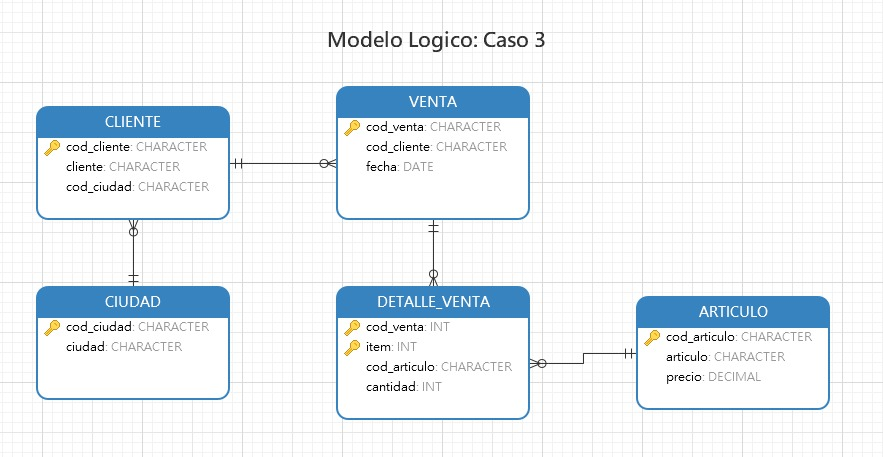 Modelo Logico: Caso 3
CLIENTE
cod_cliente: CHARACTER
cliente: CHARACTER
cod_ciudad: CHARACTER
VENTA
cod_venta: CHARACTER
cod_cliente: CHARACTER
fecha: DATE
CIUDAD
cod_ciudad: CHARACTER
ciudad: CHARACTER
DETALLE_VENTA
cod_venta: INT
item: INT
cod_articulo: CHARACTER
cantidad: INT
ARTICULO
cod_articulo: CHARACTER
articulo: CHARACTER
precio: DECIMAL